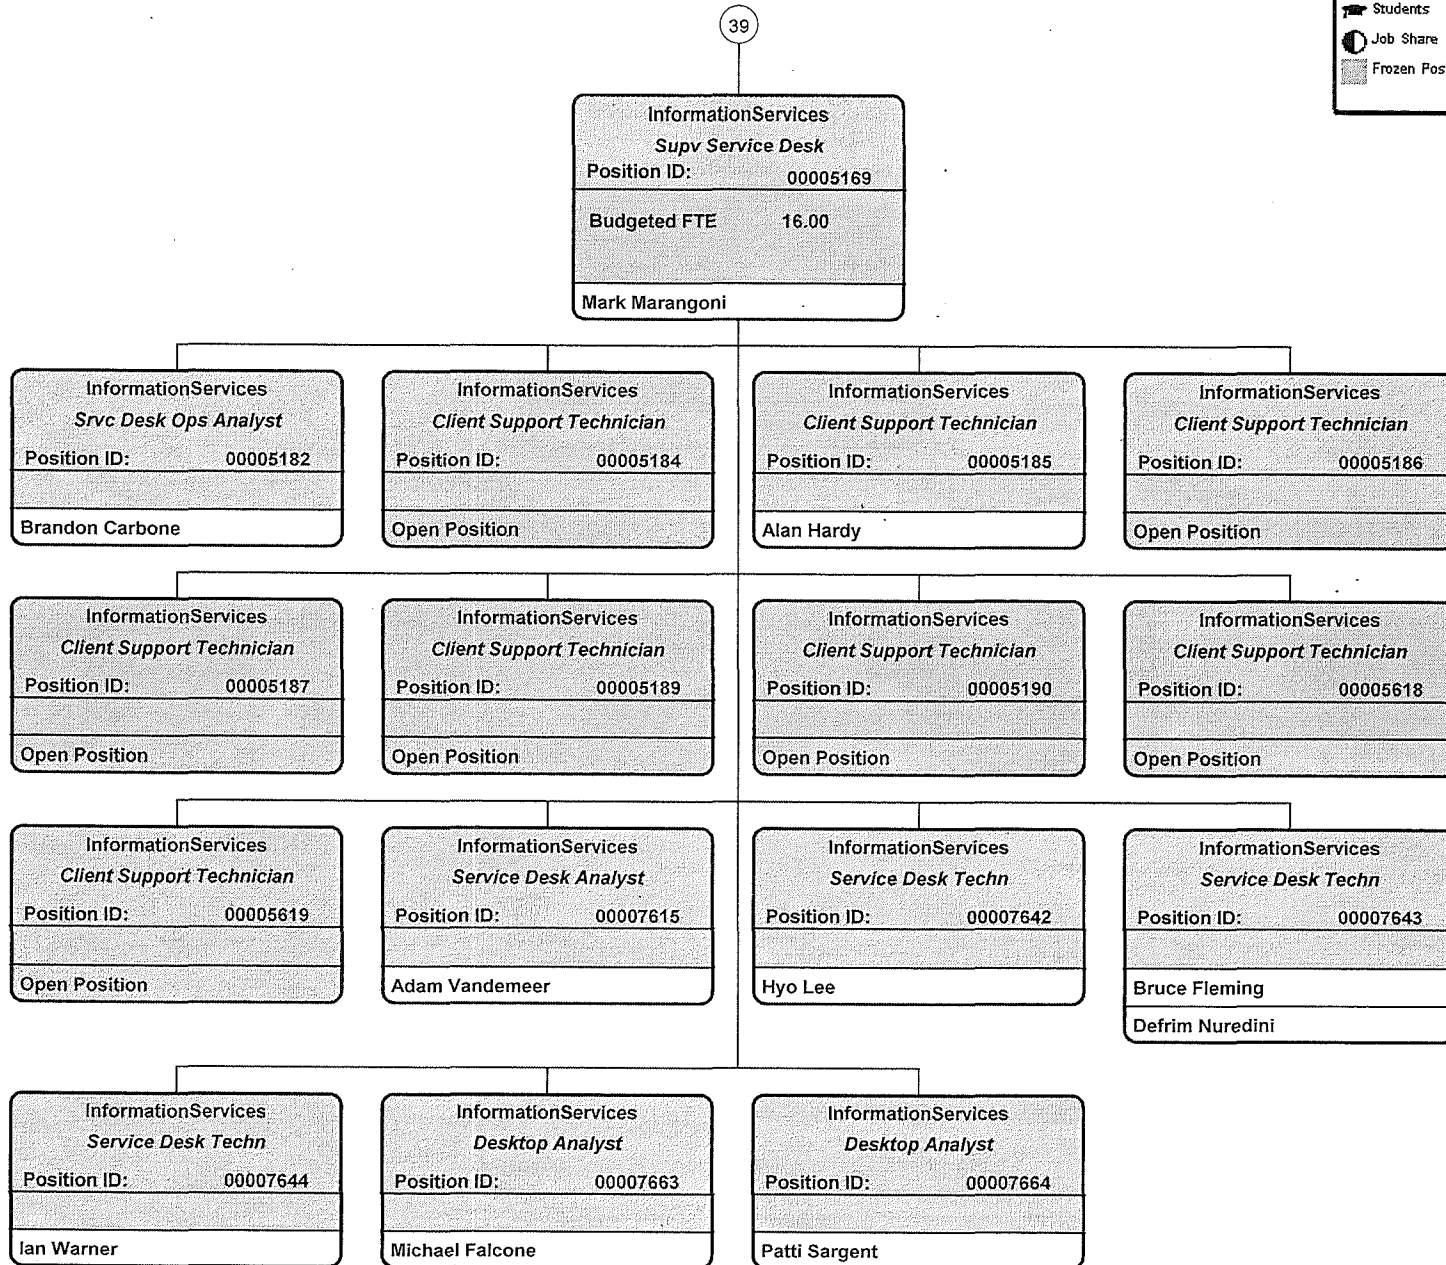 39
Students
Job Share
Frozen Pos
InformationServices
Supv Service Desk
Position ID: 00005169
Budgeted FTE 16.00
Mark Marangoni
InformationServices
Srvc Desk Ops Analyst
Position ID: 00005182
Brandon Carbone
InformationServices
Client Support Technician
Position ID: 00005184
Open Position
InformationServices
Client Support Technician
Position ID: 00005185
Alan Hardy
InformationServices
Client Support Technician
Position ID: 00005186
Open Position
InformationServices
Client Support Technician
Position ID: 00005187
Open Position
InformationServices
Client Support Technician
Position ID: 00005189
Open Position
InformationServices
Client Support Technician
Position ID: 00005190
Open Position
InformationServices
Client Support Technician
Position ID: 00005618
Open Position
InformationServices
Client Support Technician
Position ID: 00005619
Open Position
InformationServices
Service Desk Analyst
Position ID: 00007615
Adam Vandemeer
InformationServices
Service Desk Techn
Position ID: 00007642
Hyo Lee
InformationServices
Service Desk Techn
Position ID: 00007643
Bruce Fleming
Defrim Nuredini
InformationServices
Service Desk Techn
Position ID: 00007644
Ian Warner
InformationServices
Desktop Analyst
Position ID: 00007663
Michael Falcone
InformationServices
Desktop Analyst
Position ID: 00007664
Patti Sargent